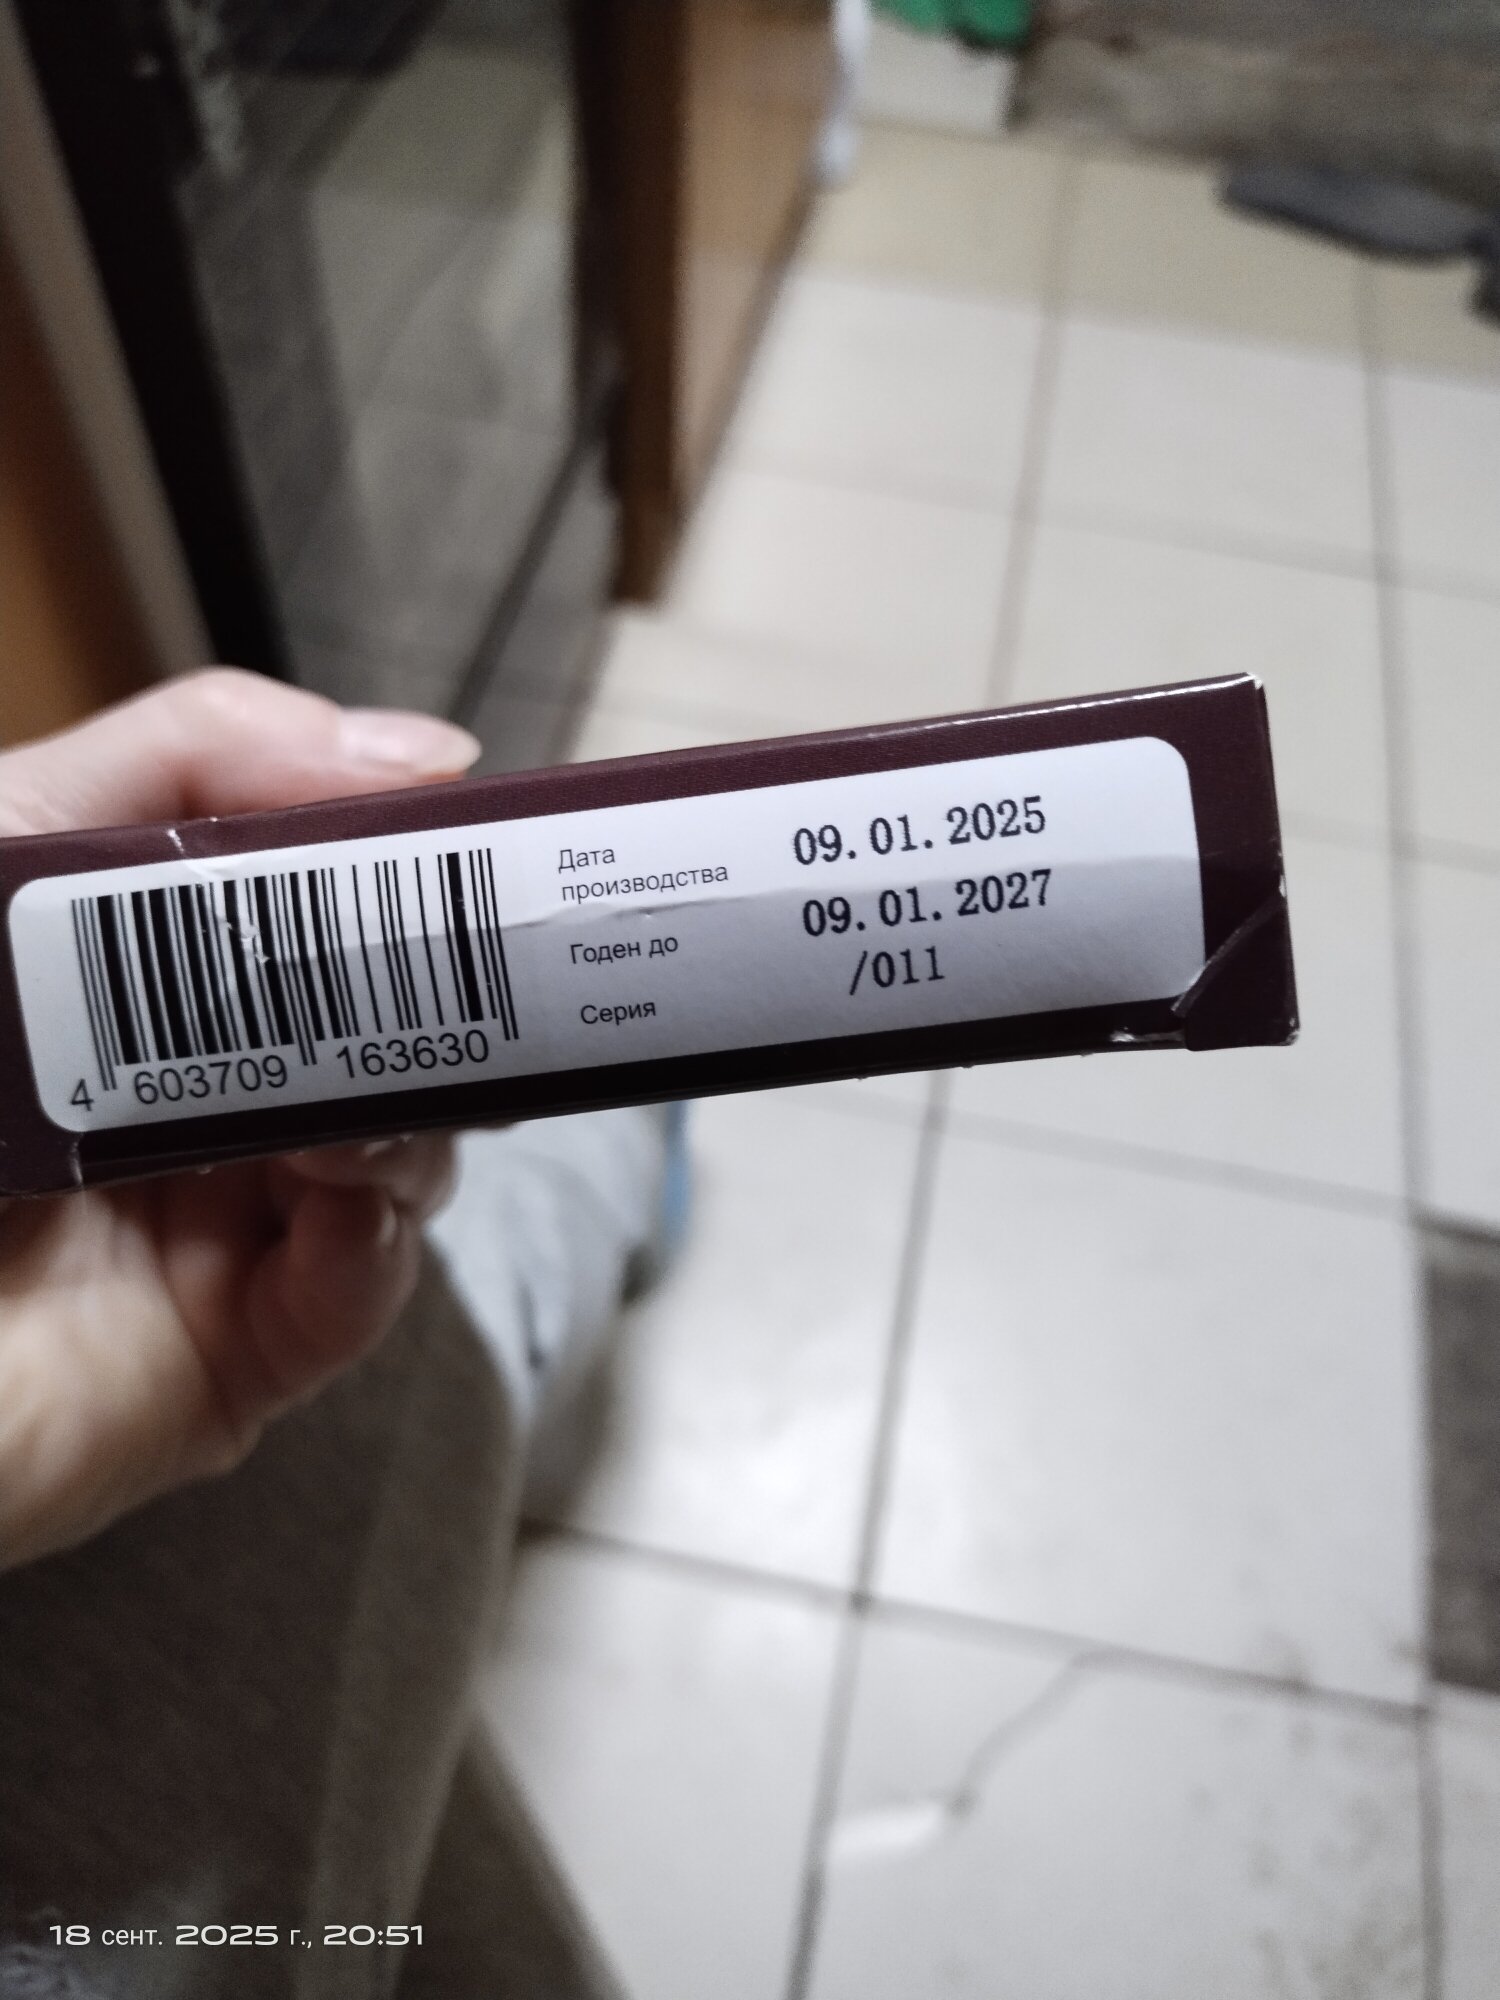 Дата
производства
09. 01. 2025
Годен до
09. 01. 2027
Серия
/011
4 603709 163630
18 сент. 2025 г., 20:51